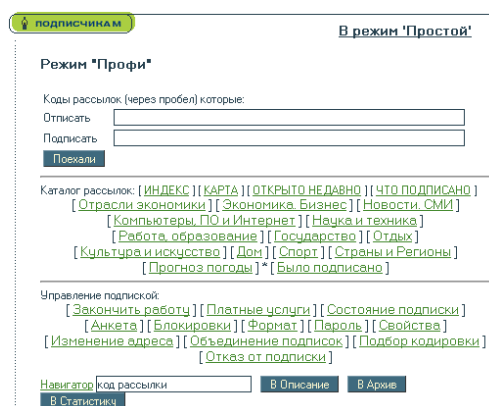 ПОДПИСЧИКАМ
В режим 'Простой'
Режим "Профи"
Коды рассылок (через пробел) которые:
Отписать
Подписать
Поехали
Каталог рассылок: [ ИНДЕКС ] [ КАРТА ] [ ОТКРЫТО НЕДАВНО ] [ ЧТО ПОДПИСАНО ]
[ Отрасли экономики ] [ Экономика. Бизнес ] [ Новости. СМИ ]
[ Компьютеры, ПО и Интернет ] [ Наука и техника ]
[ Работа, образование ] [ Государство ] [ Отдых ]
[ Культура и искусство ] [ Дом ] [ Спорт ] [ Страны и Регионы ]
[ Прогноз погоды ] * [ Было подписано ]
Управление подпиской:
[ Закончить работу ] [ Платные услуги ] [ Состояние подписки ]
[ Анкета ] [ Блокировки ] [ Формат ] [ Пароль ] [ Свойства ]
[ Изменение адреса ] [ Объединение подписок ] [ Подбор кодировки ]
[ Отказ от подписки ]
Навигатор код рассылки В Описание В Архив
В Статистику